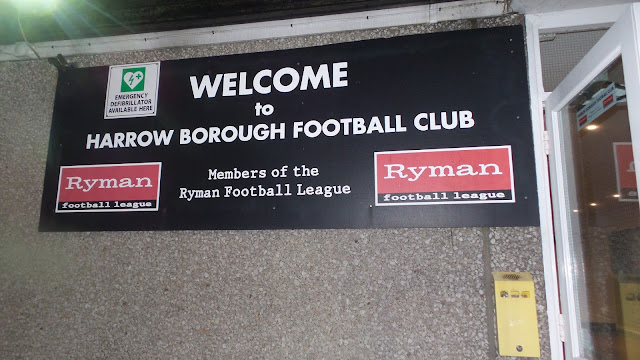 EMERGENCY
DEFIBRILLATOR
AVAILABLE HERE
WELCOME
to
HARROW BOROUGH FOOTBALL CLUB
Members of the
Ryman Football League
Ryman
football league
Ryman
football league